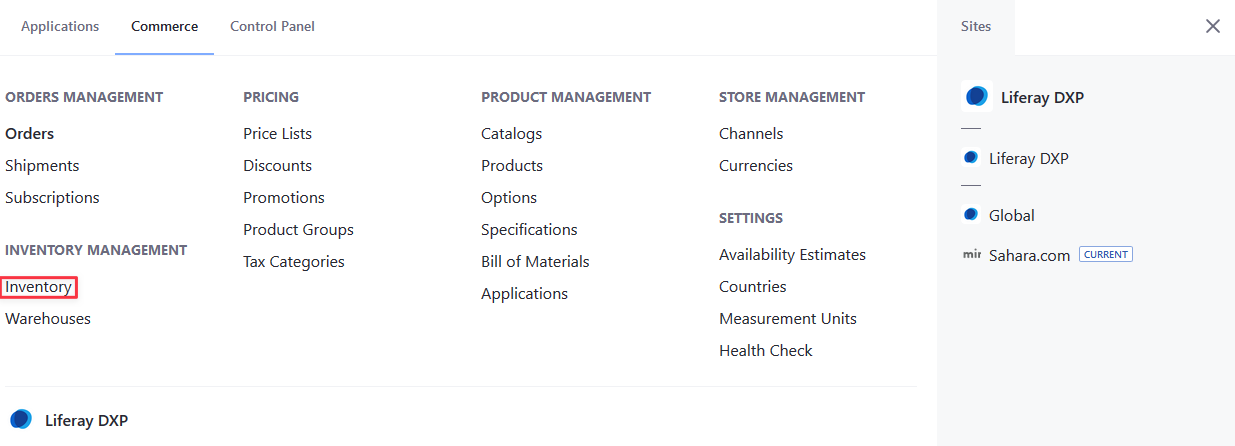 Applications Commerce Control Panel
ORDERS MANAGEMENT
Orders
Shipments
Subscriptions
INVENTORY MANAGEMENT
Inventory
Warehouses
PRICING
Price Lists
Discounts
Promotions
Product Groups
Tax Categories
PRODUCT MANAGEMENT
Catalogs
Products
Options
Specifications
Bill of Materials
Applications
STORE MANAGEMENT
Channels
Currencies
SETTINGS
Availability Estimates
Countries
Measurement Units
Health Check
Liferay DXP
Sites
Liferay DXP
Liferay DXP
Global
Sahara.com CURRENT